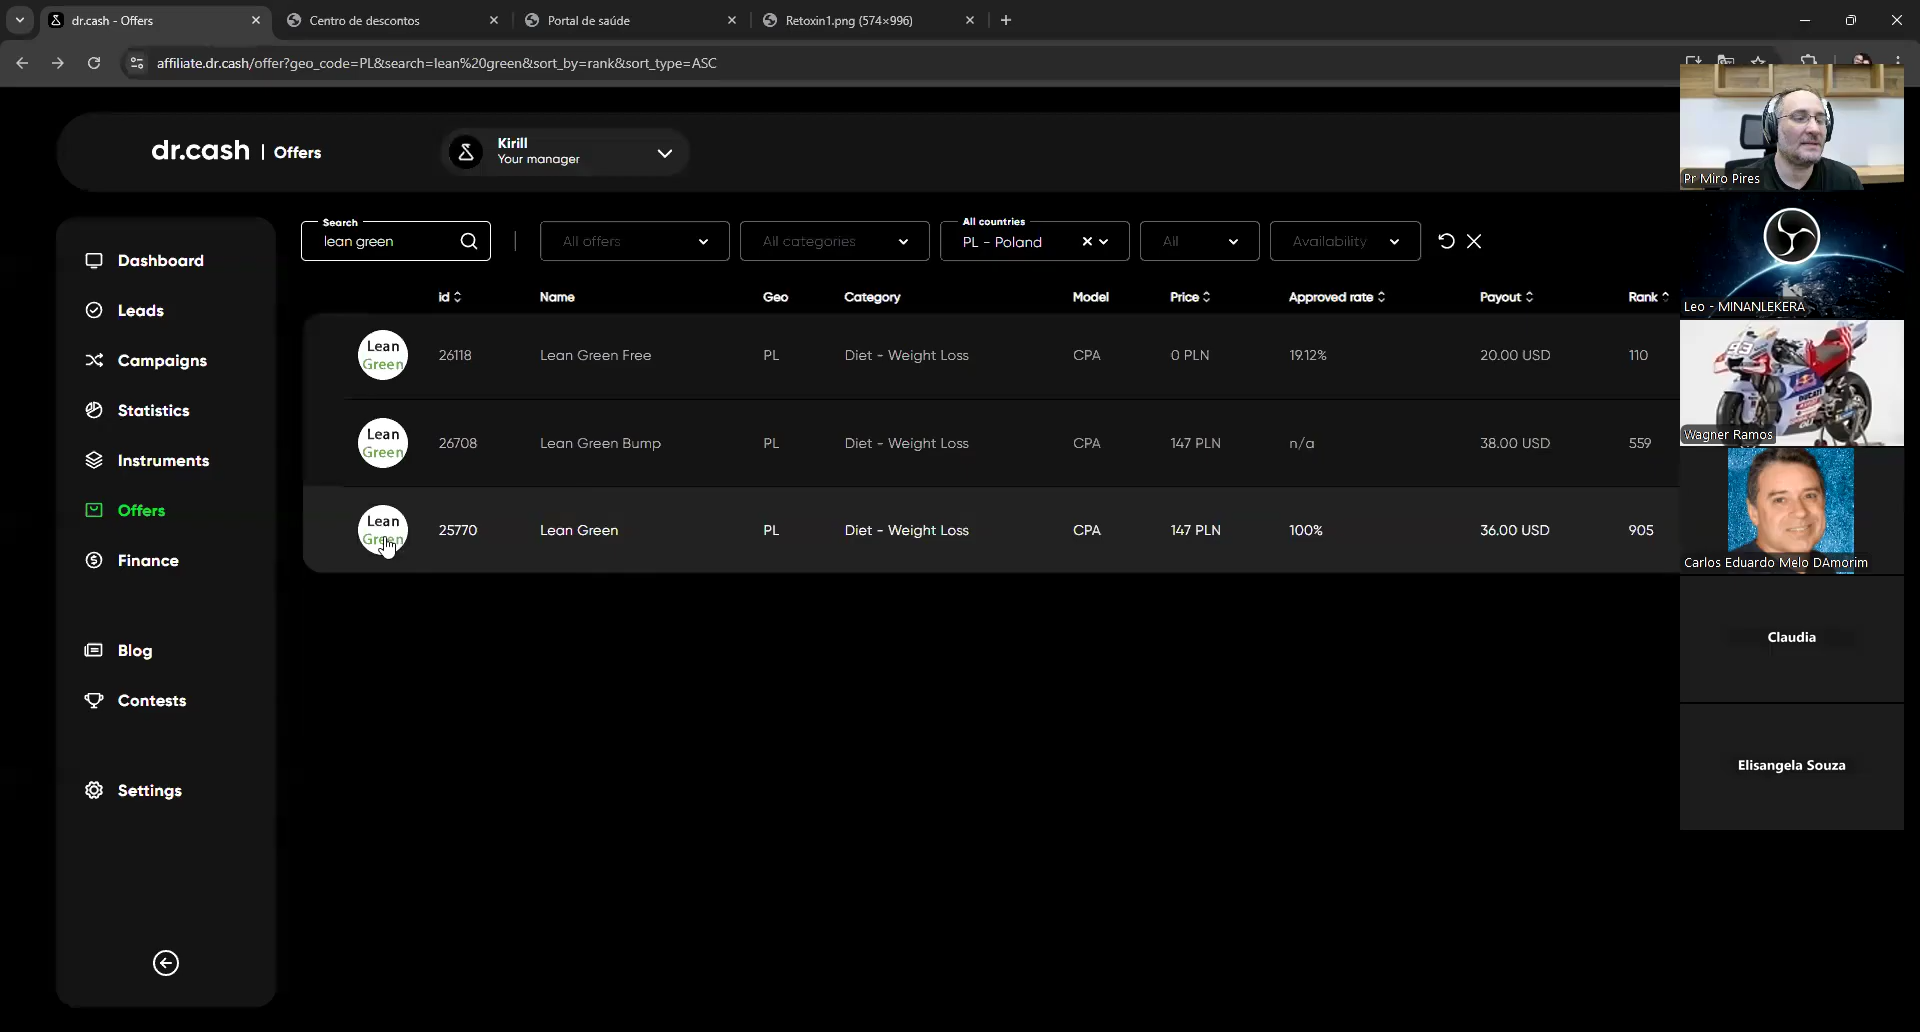 dr.cash - Offers
Centro de descontos
Portal de saúde
Retoxin1.png (574×996)
affiliate.dr.cash/offer?geo_code=PL&search=lean%20green&sort_by=rank&sort_type=ASC
dr.cash | Offers
Kirill
Your manager
Search
lean green
All offers
All categories
All countries
PL - Poland
All
Availability
Id
Name
Geo
Category
Model
Price
Approved rate
Payout
Rank
Lean
Green
26118
Lean Green Free
PL
Diet - Weight Loss
CPA
0 PLN
19.12%
20.00 USD
110
Lean
Green
26708
Lean Green Bump
PL
Diet - Weight Loss
CPA
147 PLN
n/a
38.00 USD
559
Lean
Green
25770
Lean Green
PL
Diet - Weight Loss
CPA
147 PLN
100%
36.00 USD
905
Dashboard
Leads
Campaigns
Statistics
Instruments
Offers
Finance
Blog
Contests
Settings
Pr Miro Pires
Leo - MINANLEKERA
93
DUCATI
Wagner Ramos
Carlos Eduardo Melo DAmorim
Claudia
Elisangela Souza